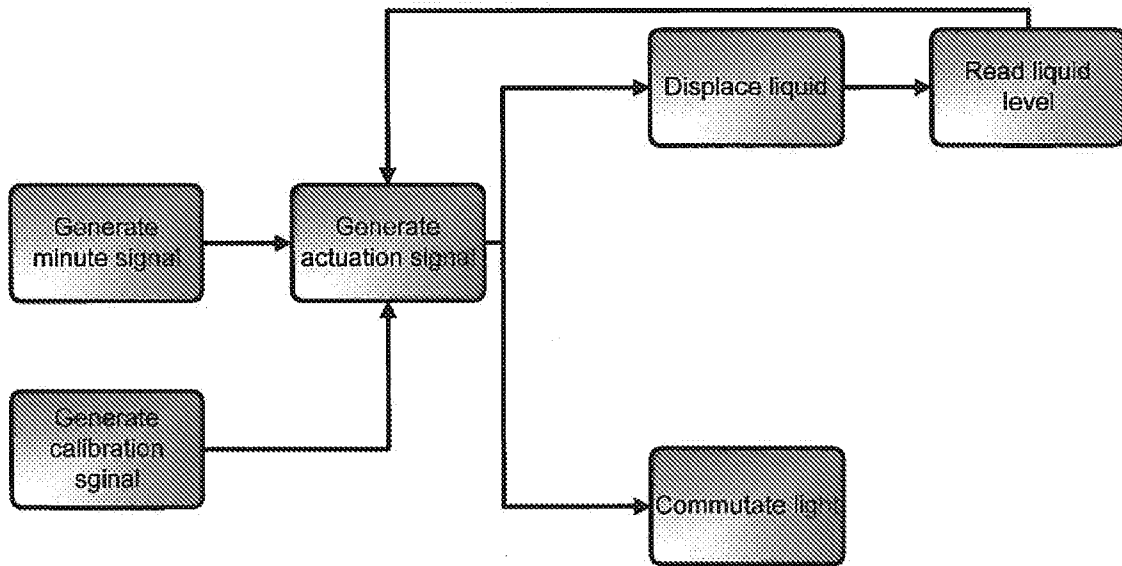 Displace liquid
Read liquid
level
Generate
minute signal
Generate
actuation signal
Generate
calibration
sginal
Commutate light